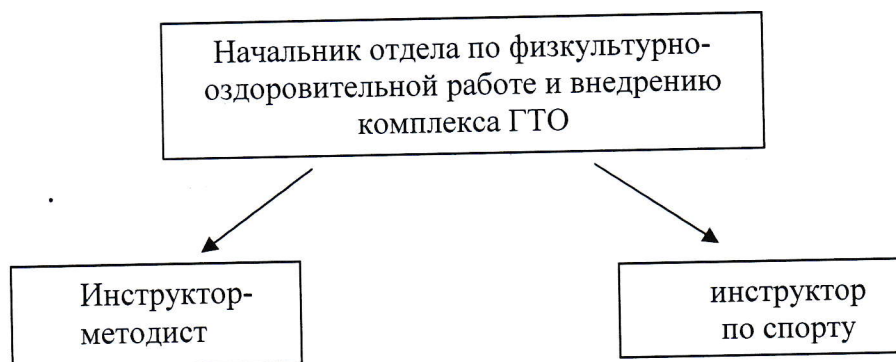 Начальник отдела по физкультурно-
оздоровительной работе и внедрению
комплекса ГТО
Инструктор-
методист
инструктор
по спорту